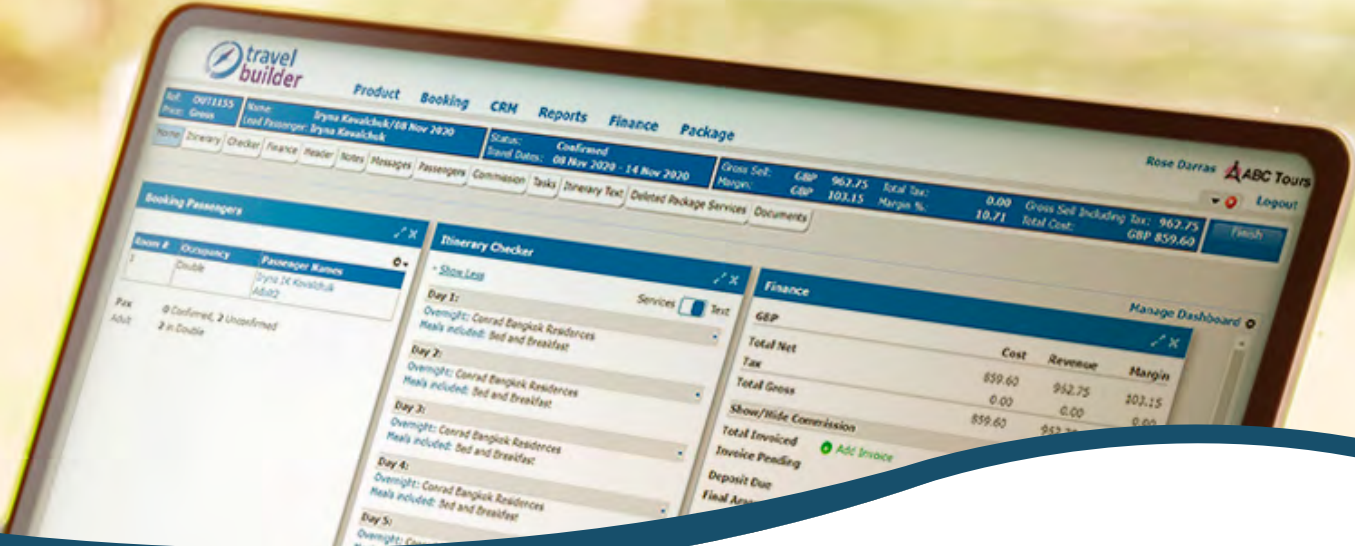 travel
builder
Product Booking CRM Reports Finance Package
Rose Darras ABC Tours
Logout
Ref: OUT1155
Price: Gross
Name: Iryna Kovalchuk/08 Nov 2020
Lead Passenger: Iryna Kovalchuk
Status: Confirmed
Travel Dates: 08 Nov 2020 - 14 Nov 2020
Gross Sell: GBP 962.75 Total Tax: 0.00 Gross Sell Including Tax: 962.75
Margin: GBP 103.15 Margin %: 10.71 Total Cost: GBP 859.60
Finish
Home Itinerary Checker Finance Header Notes Messages Passengers Commission Tasks Itinerary Text Deleted Package Services Documents
Manage Dashboard
Booking Passengers
Room # Occupancy Passenger Names
1 Double Iryna Kovalchuk
Adult2
Pax 0 Confirmed, 2 Unconfirmed
Adult 2 in Double
Itinerary Checker
- Show Less
Services Text
Day 1:
Overnight: Conrad Bangkok Residences
Meals included: Bed and Breakfast
Day 2:
Overnight: Conrad Bangkok Residences
Meals included: Bed and Breakfast
Day 3:
Overnight: Conrad Bangkok Residences
Meals included: Bed and Breakfast
Day 4:
Overnight: Conrad Bangkok Residences
Meals included: Bed and Breakfast
Day 5:
Overnight:
Finance
GBP Cost Revenue Margin
Total Net 859.60 962.75 103.15
Tax 0.00 0.00 0.00
Total Gross 859.60
Show/Hide Commission
Total Invoiced Add Invoice
Invoice Pending
Deposit Due
Final